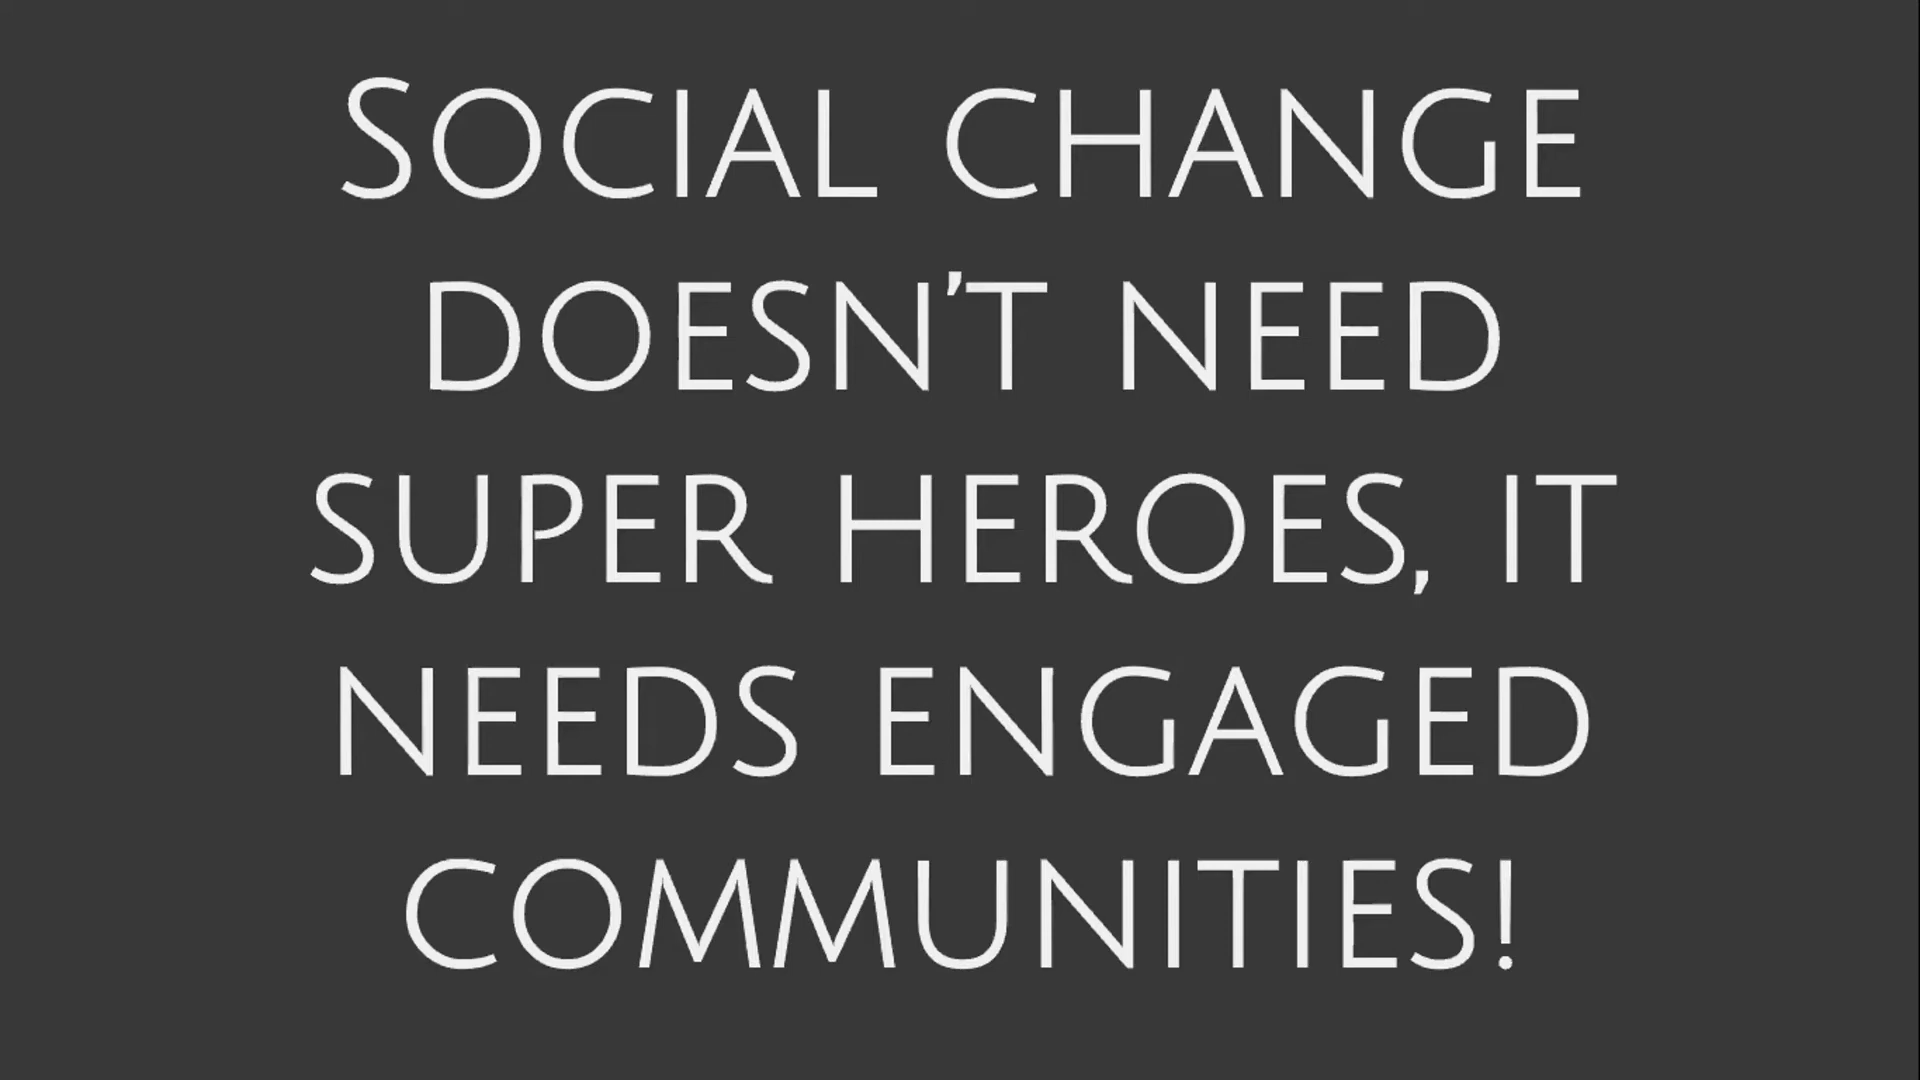 SOCIAL CHANGE
DOESN'T NEED
SUPER HEROES, IT
NEEDS ENGAGED
COMMUNITIES!